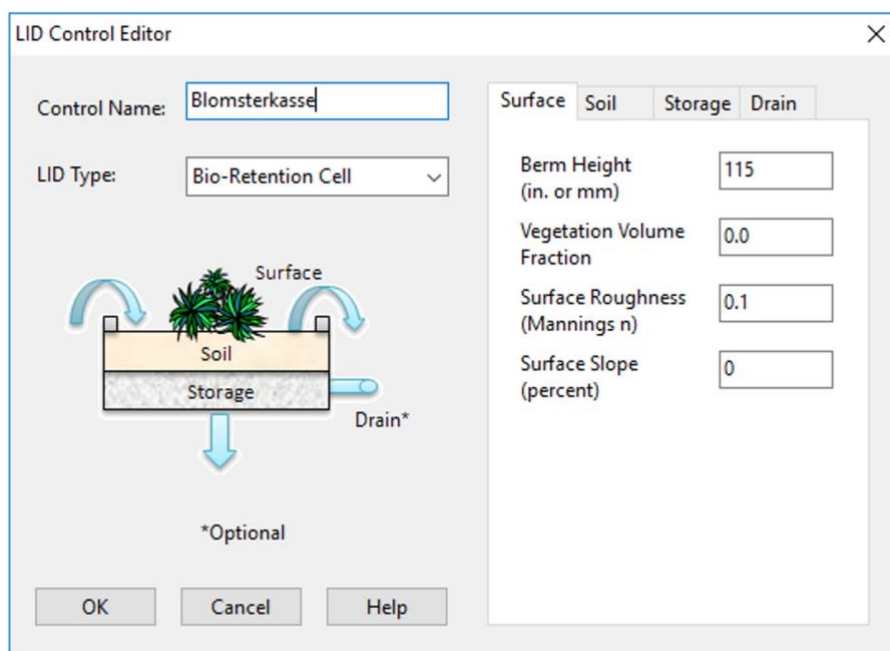 LID Control Editor
Control Name:
Blomsterkasse
LID Type:
Bio-Retention Cell
Surface
Soil
Storage
Drain*
*Optional
OK
Cancel
Help
Surface
Soil
Storage
Drain
Berm Height
(in. or mm)
115
Vegetation Volume
Fraction
0.0
Surface Roughness
(Mannings n)
0.1
Surface Slope
(percent)
0